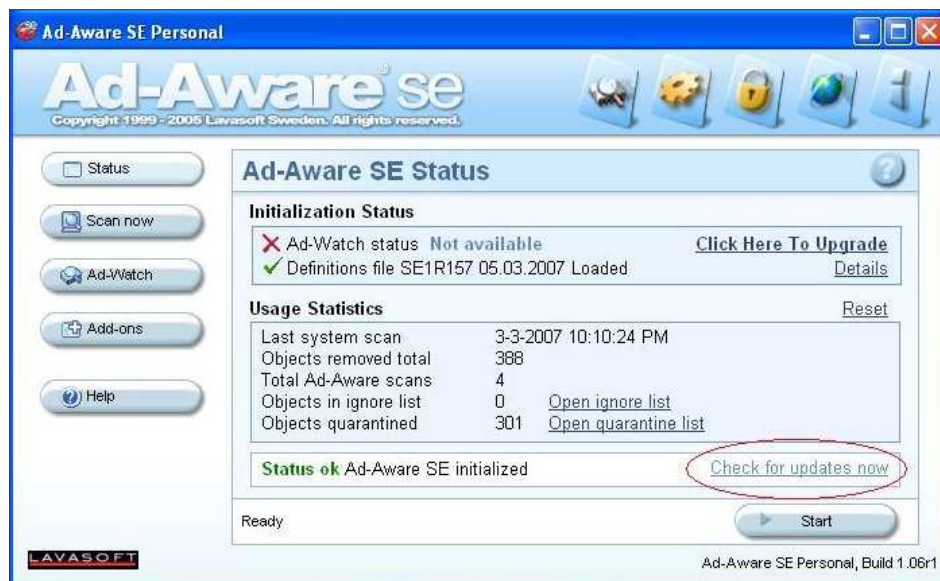 Ad-Aware SE Personal
Ad-Aware SE
Copyright 1999 - 2005 Lavasoft Sweden. All rights reserved.
Status
Scan now
Ad-Watch
Add-ons
Help
Ad-Aware SE Status
Initialization Status
Ad-Watch status Not available Click Here To Upgrade
Definitions file SE1R157 05.03.2007 Loaded Details
Usage Statistics Reset
Last system scan 3-3-2007 10:10:24 PM
Objects removed total 388
Total Ad-Aware scans 4
Objects in ignore list 0 Open ignore list
Objects quarantined 301 Open quarantine list
Status ok Ad-Aware SE initialized Check for updates now
Ready Start
LAVASOFT
Ad-Aware SE Personal, Build 1.06r1